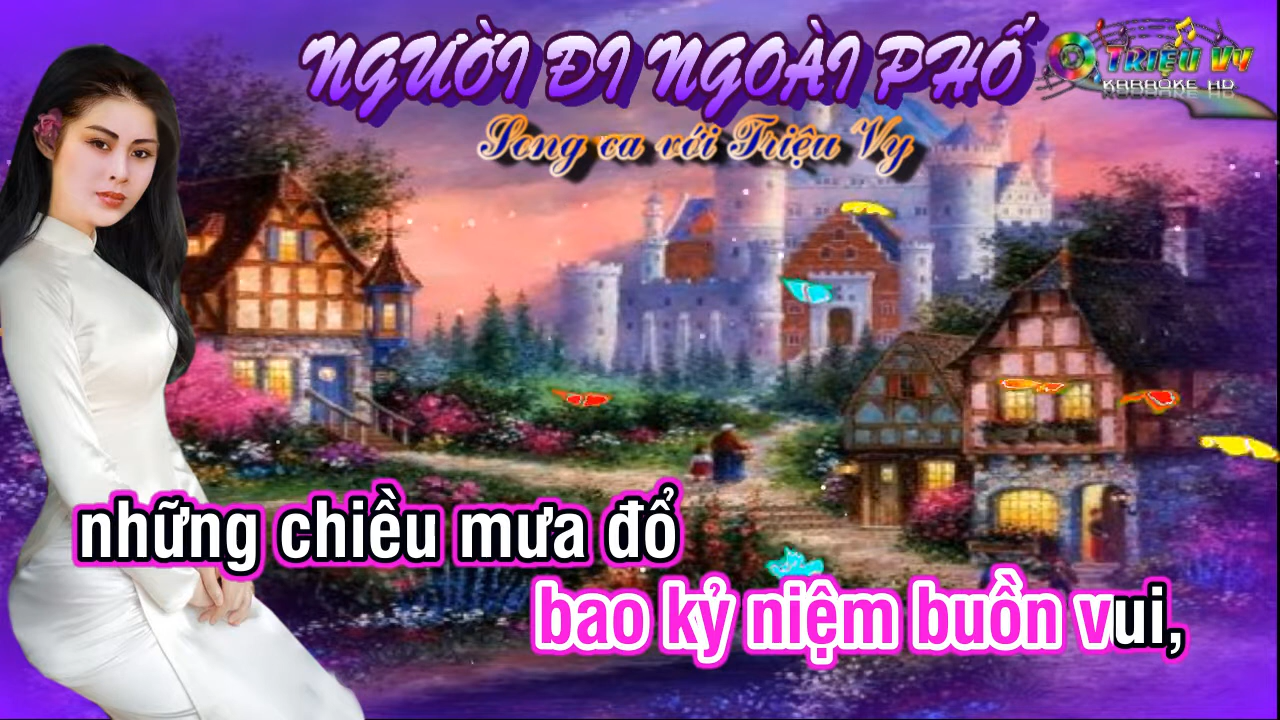 NGƯỜI ĐI NGOÀI PHỐ
TRIỆU VY
KARAOKE HD
Song ca với Triệu Vy
những chiều mưa đổ
bao kỷ niệm buồn vui,